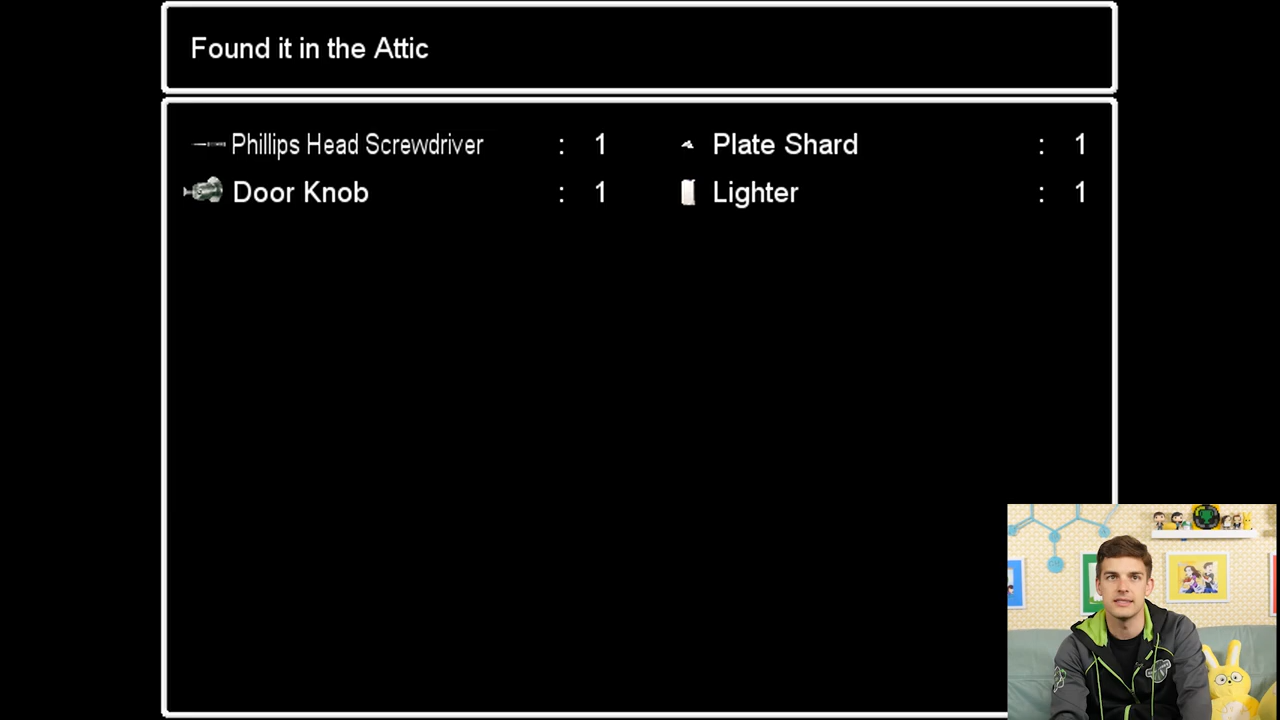 Found it in the Attic
Phillips Head Screwdriver : 1 Plate Shard : 1
Door Knob : 1 Lighter : 1